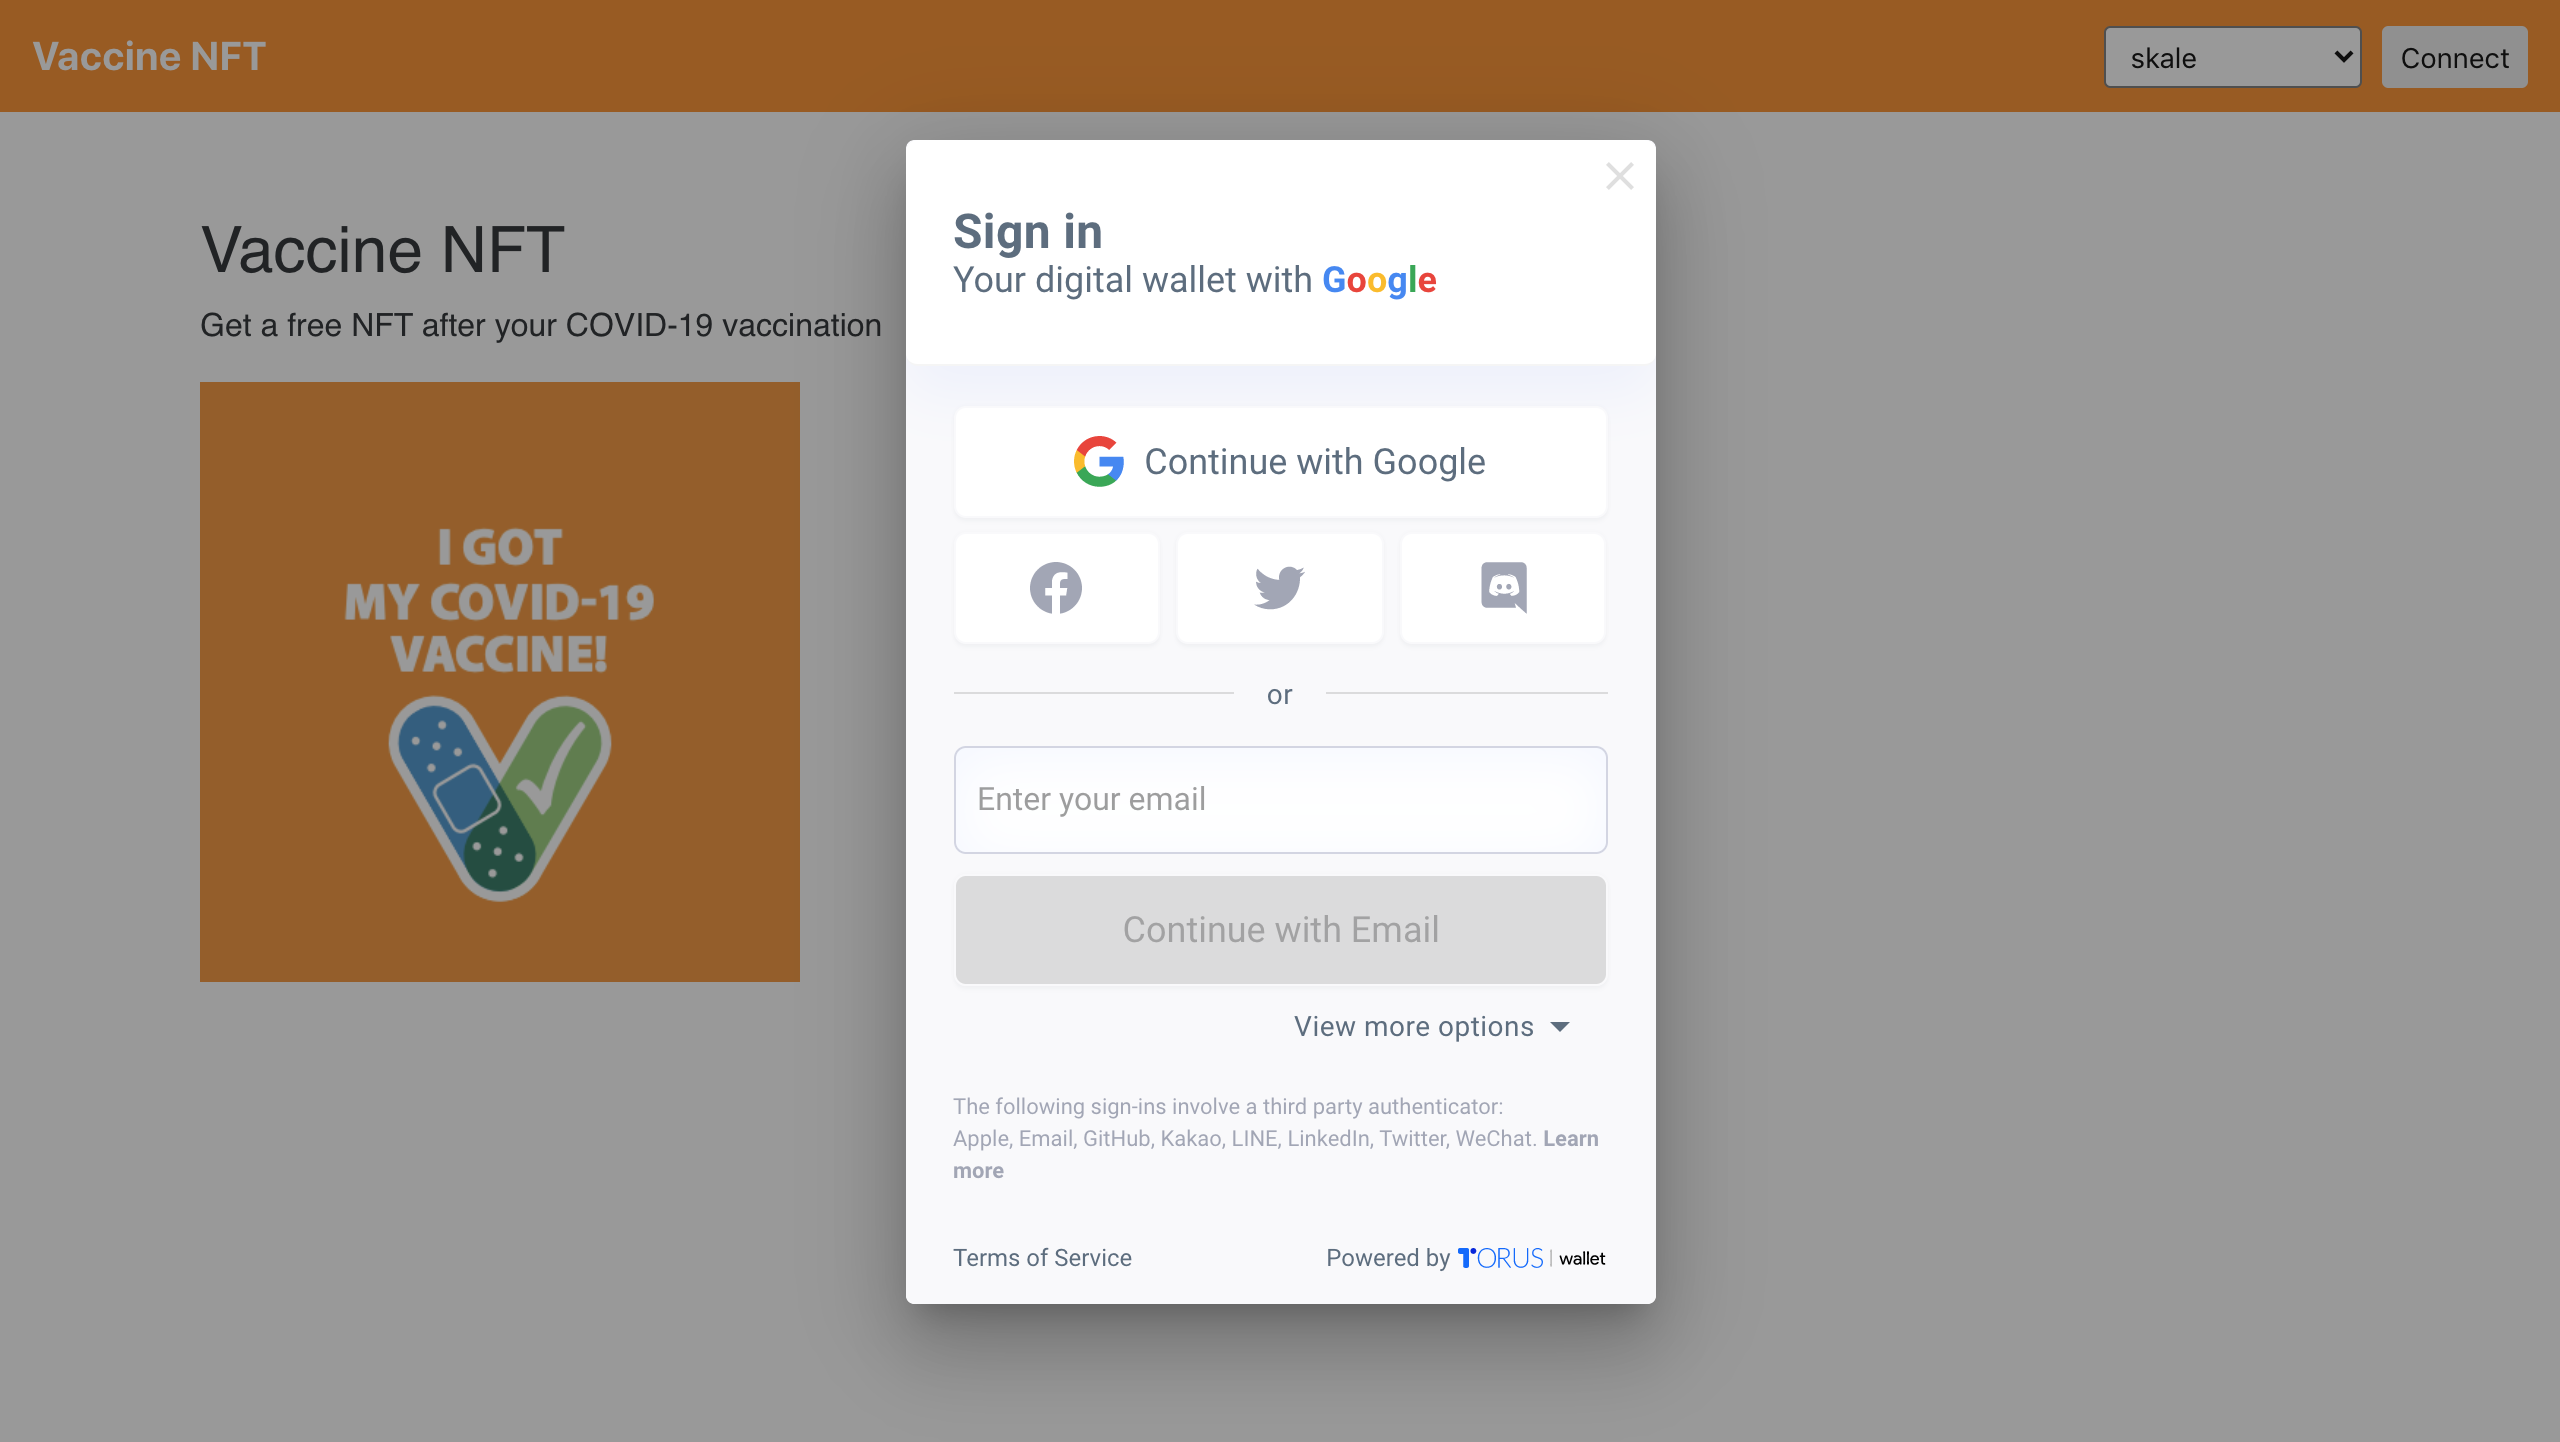 Vaccine NFT
skale
Connect
Vaccine NFT
Get a free NFT after your COVID-19 vaccination
I GOT
MY COVID-19
VACCINE!
Sign in
Your digital wallet with Google
Continue with Google
or
Enter your email
Continue with Email
View more options
The following sign-ins involve a third party authenticator:
Apple, Email, GitHub, Kakao, LINE, LinkedIn, Twitter, WeChat. Learn
more
Terms of Service
Powered by TORUS | wallet